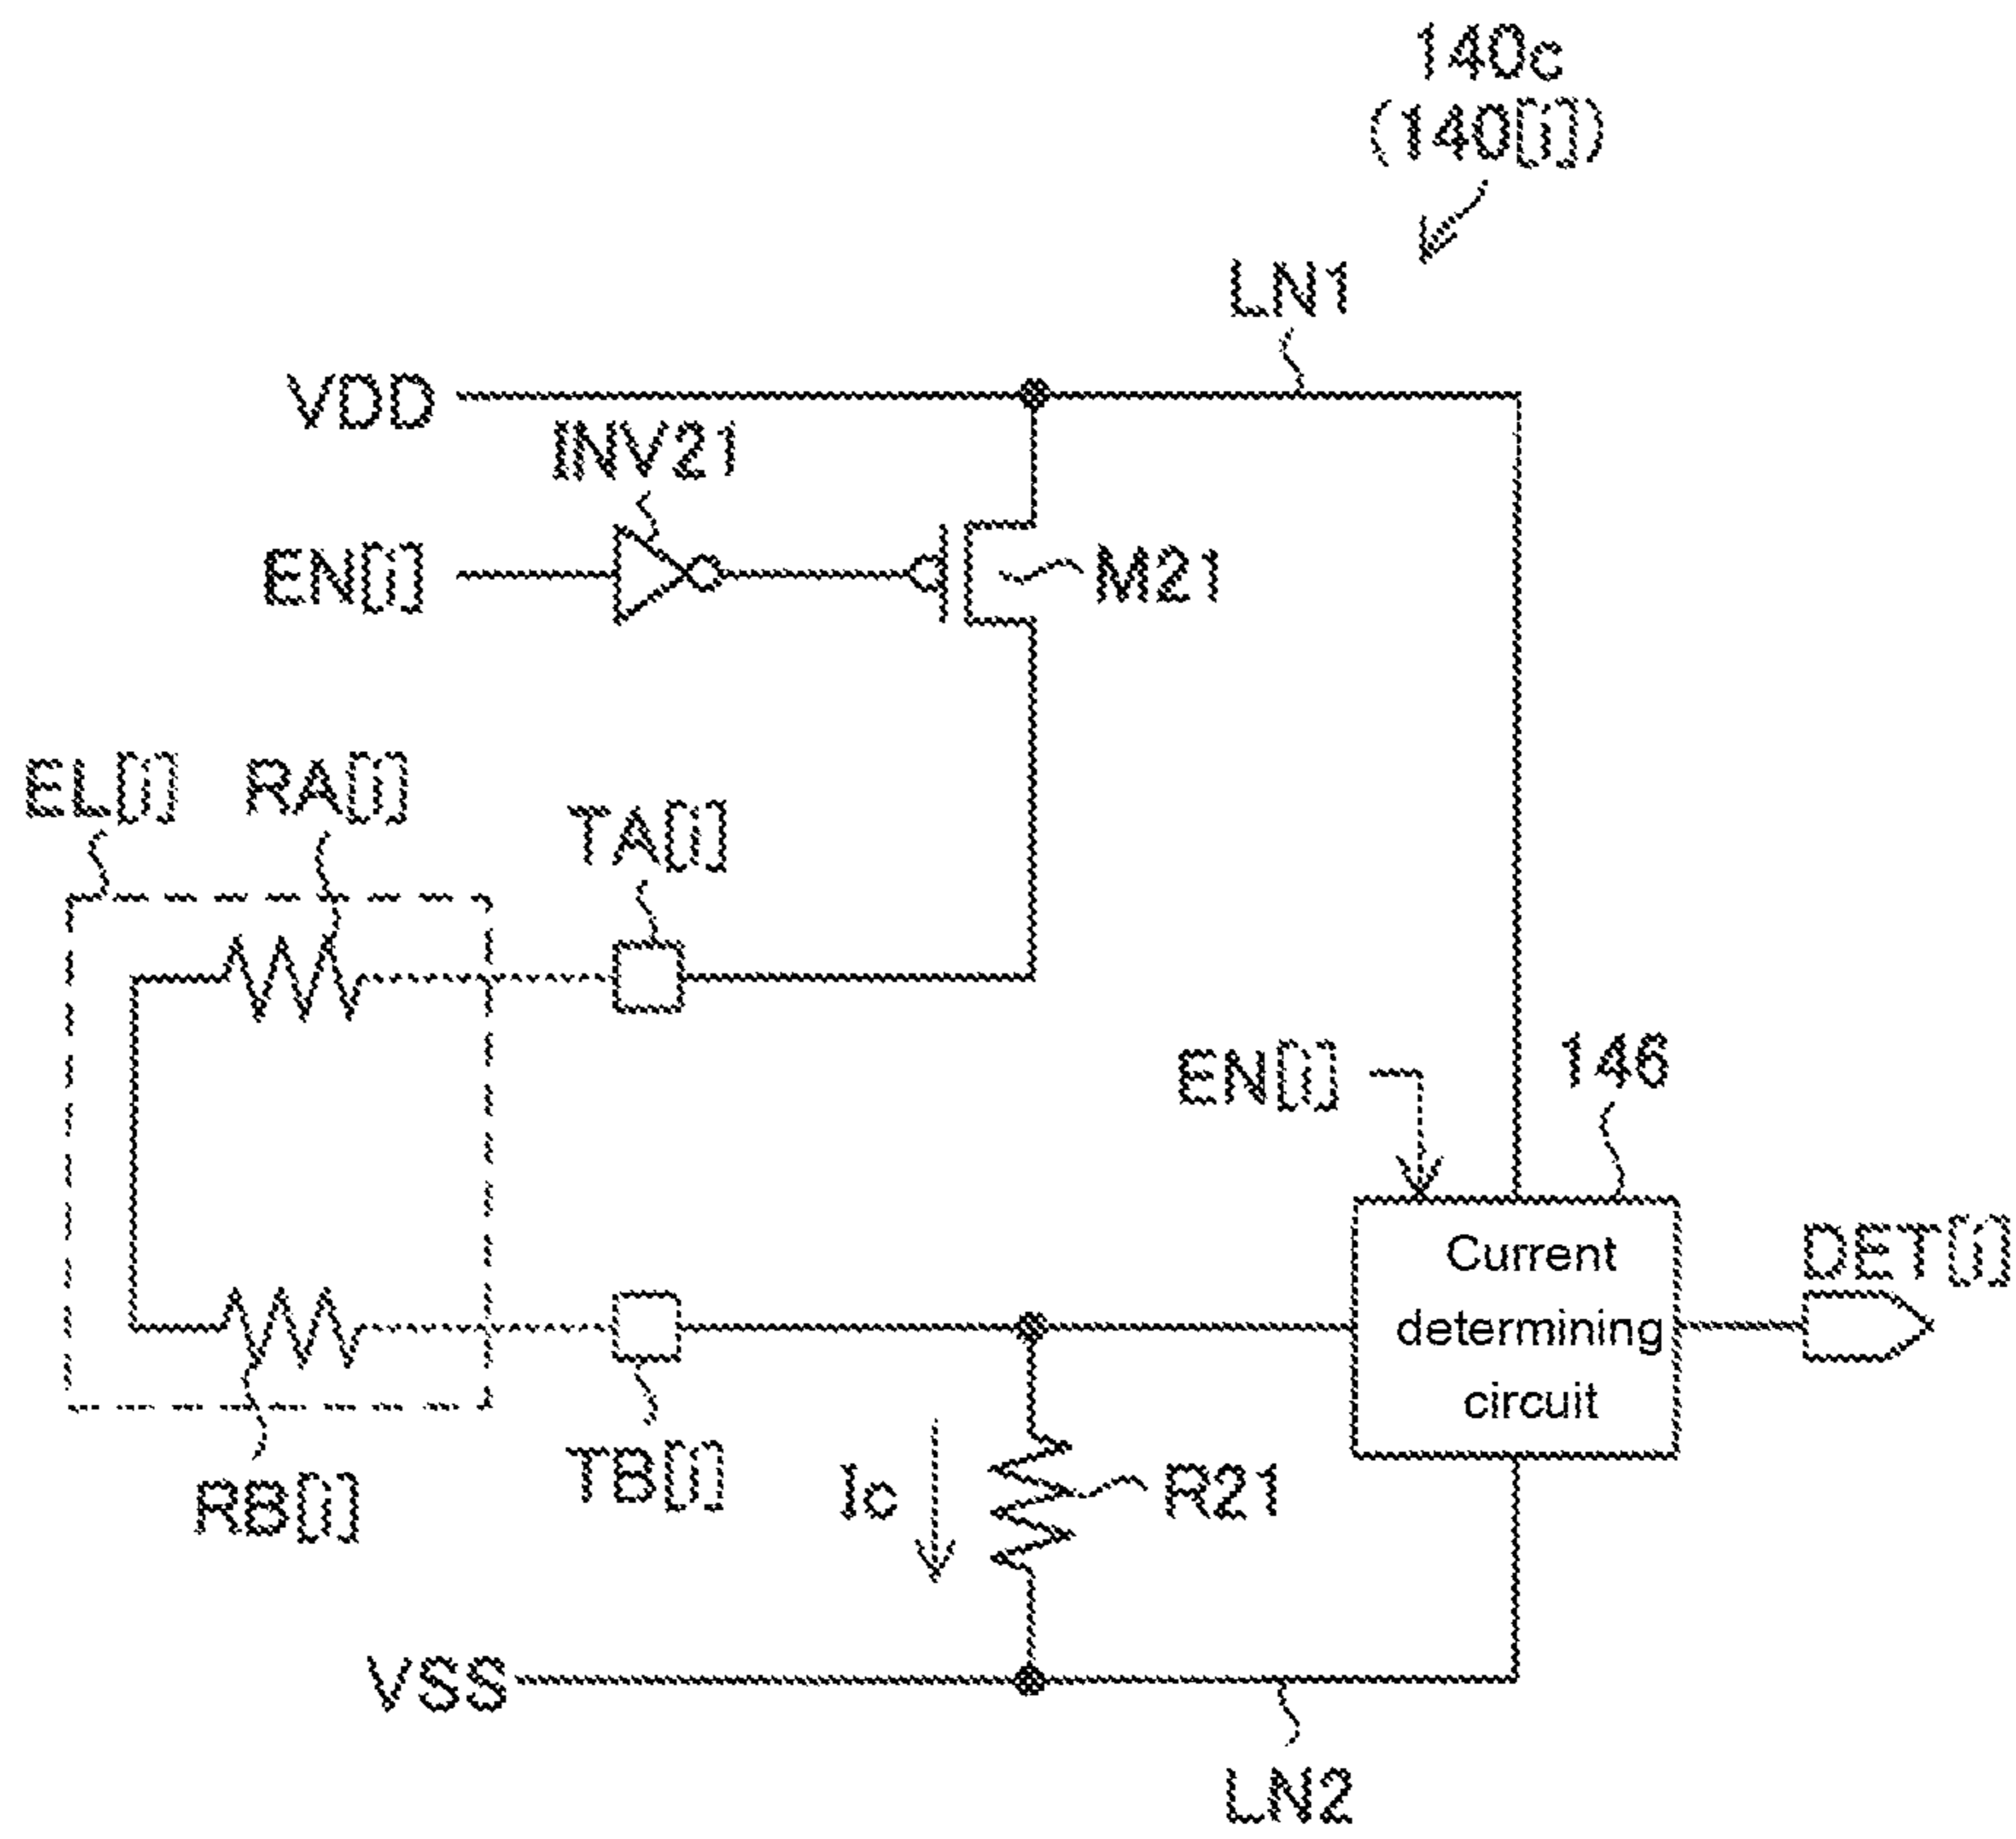 140c
(140[i])
LN1
VDD
INV21
EN[i]
M21
EL[i]
RA[i]
TA[i]
EN[i]
146
Current
determining
circuit
DET[i]
RB[i]
TB[i]
Ic
R21
VSS
LN2